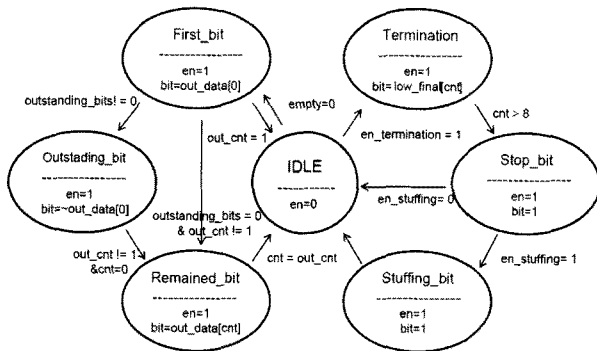 First_bit
en=1
bit=out_data[0]
Termination
en=1
bit=low_final[cnt]
outstanding_bits! = 0
empty=0
out_cnt = 1
en_termination = 1
cnt > 8
Outstading_bit
en=1
bit=~out_data[0]
IDLE
en=0
Stop_bit
en=1
bit=1
en_stuffing= 0
outstanding_bits = 0
& out_cnt != 1
out_cnt != 1
&cnt=0
cnt = out_cnt
en_stuffing= 1
Remained_bit
en=1
bit=out_data[cnt]
Stuffing_bit
en=1
bit=1